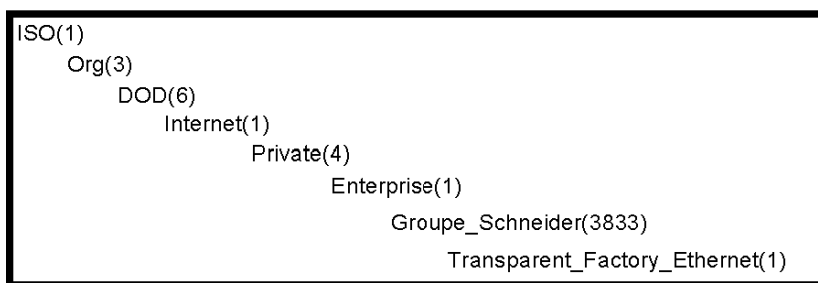 ISO(1)
Org(3)
DOD(6)
Internet(1)
Private(4)
Enterprise(1)
Groupe_Schneider(3833)
Transparent_Factory_Ethernet(1)